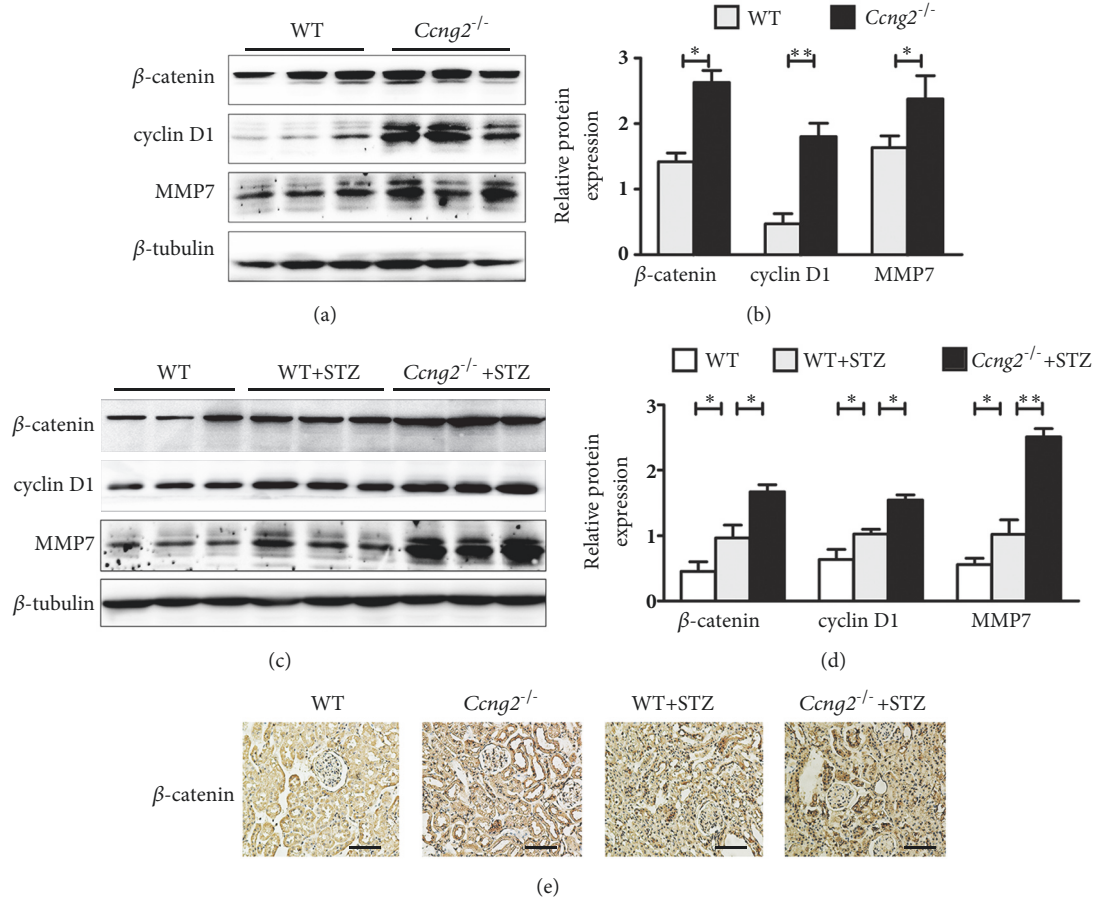 WT Ccng2-/-
β-catenin
cyclin D1
MMP7
β-tubulin
(a)
WT Ccng2-/-
Relative protein
expression
3
2
1
0
* ** *
β-catenin cyclin D1 MMP7
(b)
WT WT+STZ Ccng2-/- +STZ
β-catenin
cyclin D1
MMP7
β-tubulin
(c)
WT WT+STZ Ccng2-/- +STZ
Relative protein
expression
3
2
1
0
* * * * * **
β-catenin cyclin D1 MMP7
(d)
WT Ccng2-/- WT+STZ Ccng2-/- +STZ
β-catenin
(e)